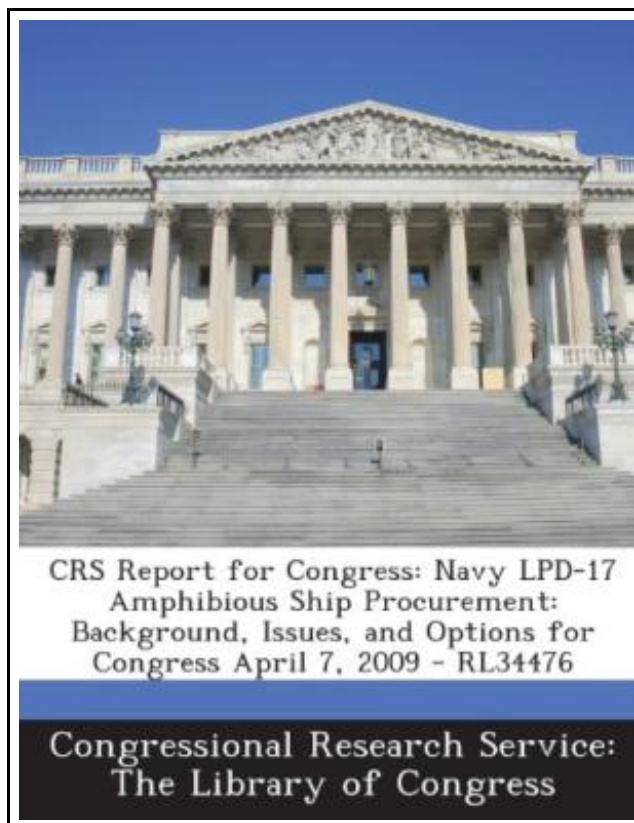 CRS Report for Congress: Navy LPD-17
Amphibious Ship Procurement:
Background, Issues, and Options for
Congress April 7, 2009 - RL34476
Congressional Research Service:
The Library of Congress